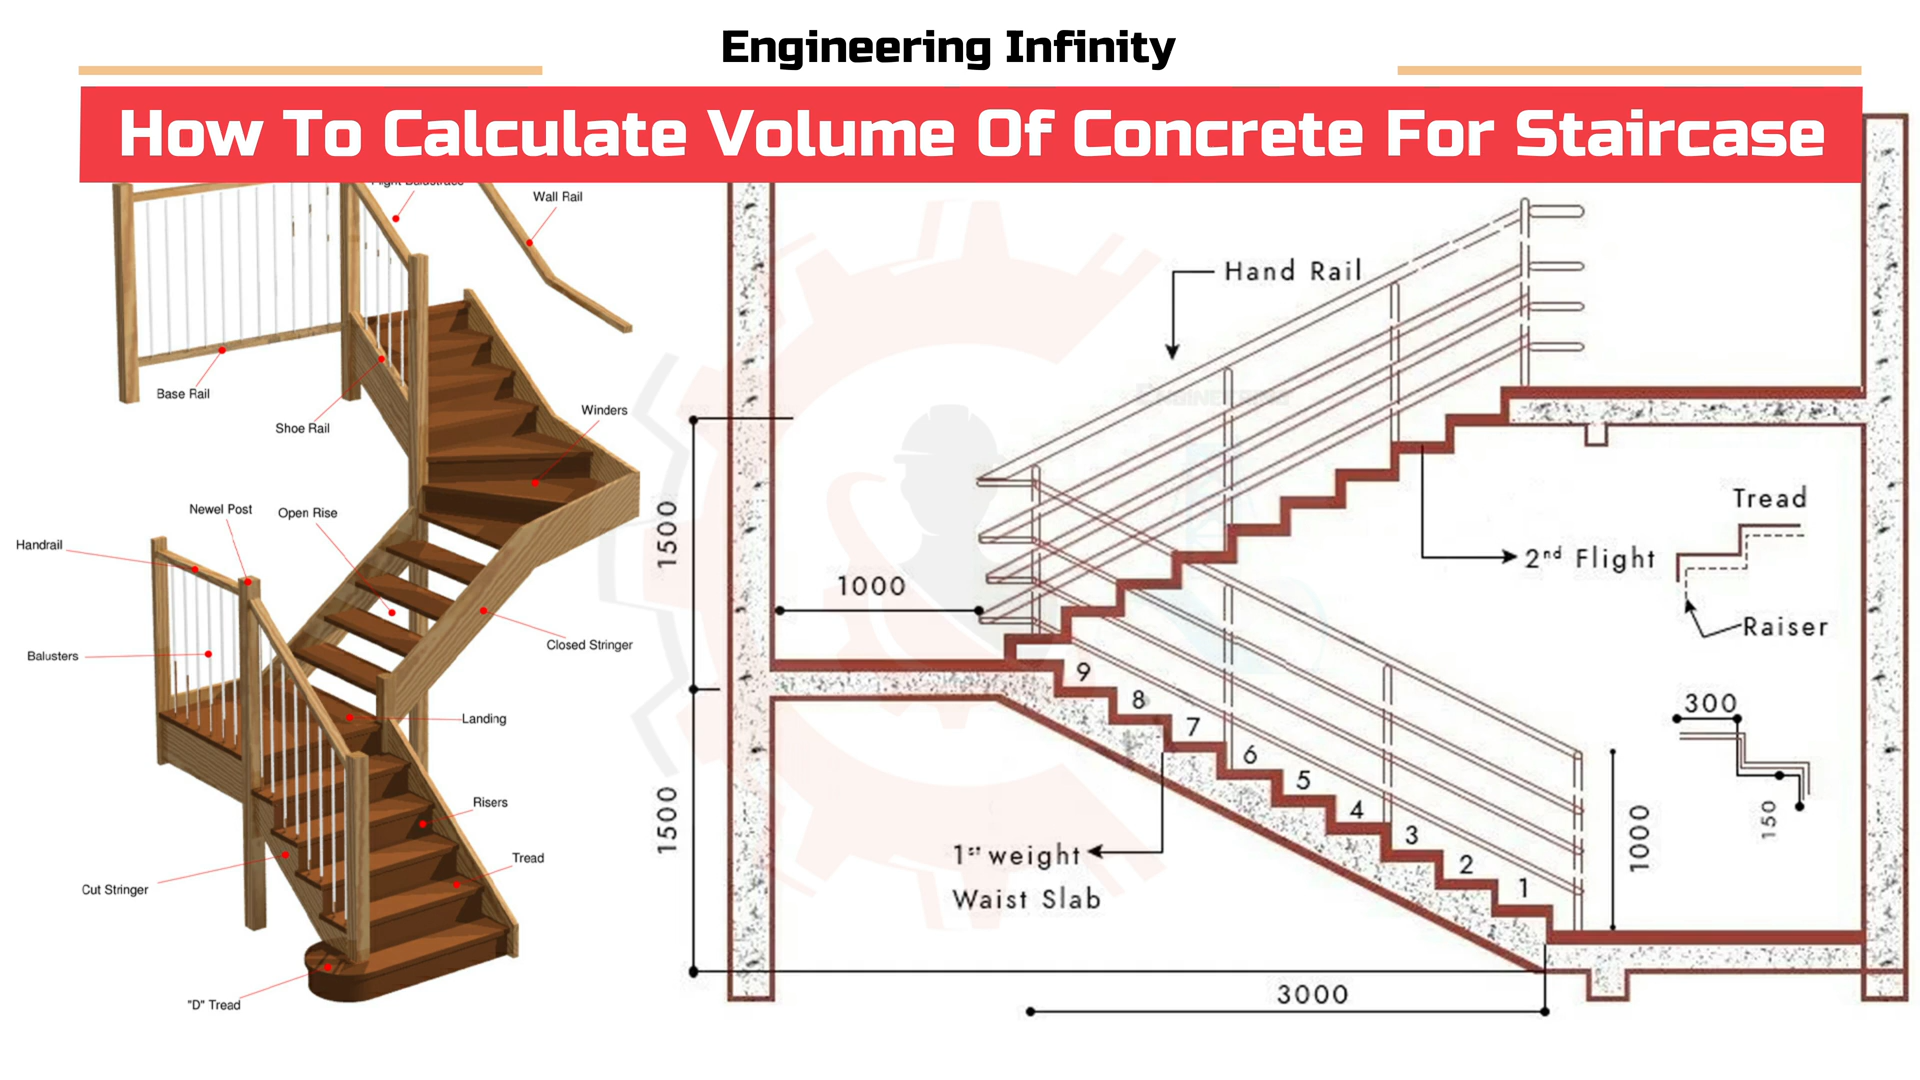 Engineering Infinity
How To Calculate Volume Of Concrete For Staircase
Flight Balustrade
Wall Rail
Base Rail
Shoe Rail
Winders
Newel Post
Open Rise
Handrail
Balusters
Closed Stringer
Landing
Risers
Tread
Cut Stringer
"D" Tread
Hand Rail
ENGINEERING
1500
1000
2nd Flight
Tread
Raiser
9
8
7
6
5
4
3
2
1
300
150
1000
1500
1st weight
Waist Slab
3000